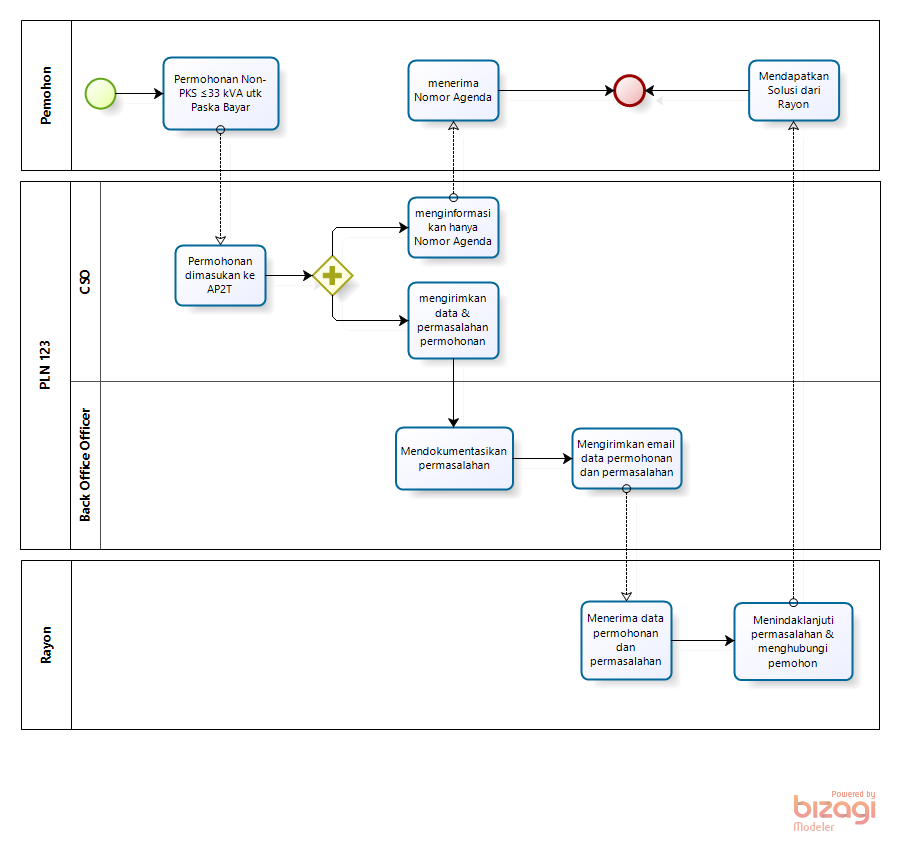 Pemohon
Permohonan Non-
PKS ≤33 kVA utk
Paska Bayar
menerima
Nomor Agenda
Mendapatkan
Solusi dari
Rayon
PLN 123
CSO
Permohonan
dimasukan ke
AP2T
menginformasi
kan hanya
Nomor Agenda
mengirimkan
data &
permasalahan
permohonan
Back Office Officer
Mendokumentasikan
permasalahan
Mengirimkan email
data permohonan
dan permasalahan
Rayon
Menerima data
permohonan
dan
permasalahan
Menindaklanjuti
permasalahan &
menghubungi
pemohon
Powered by
bizagi
Modeler